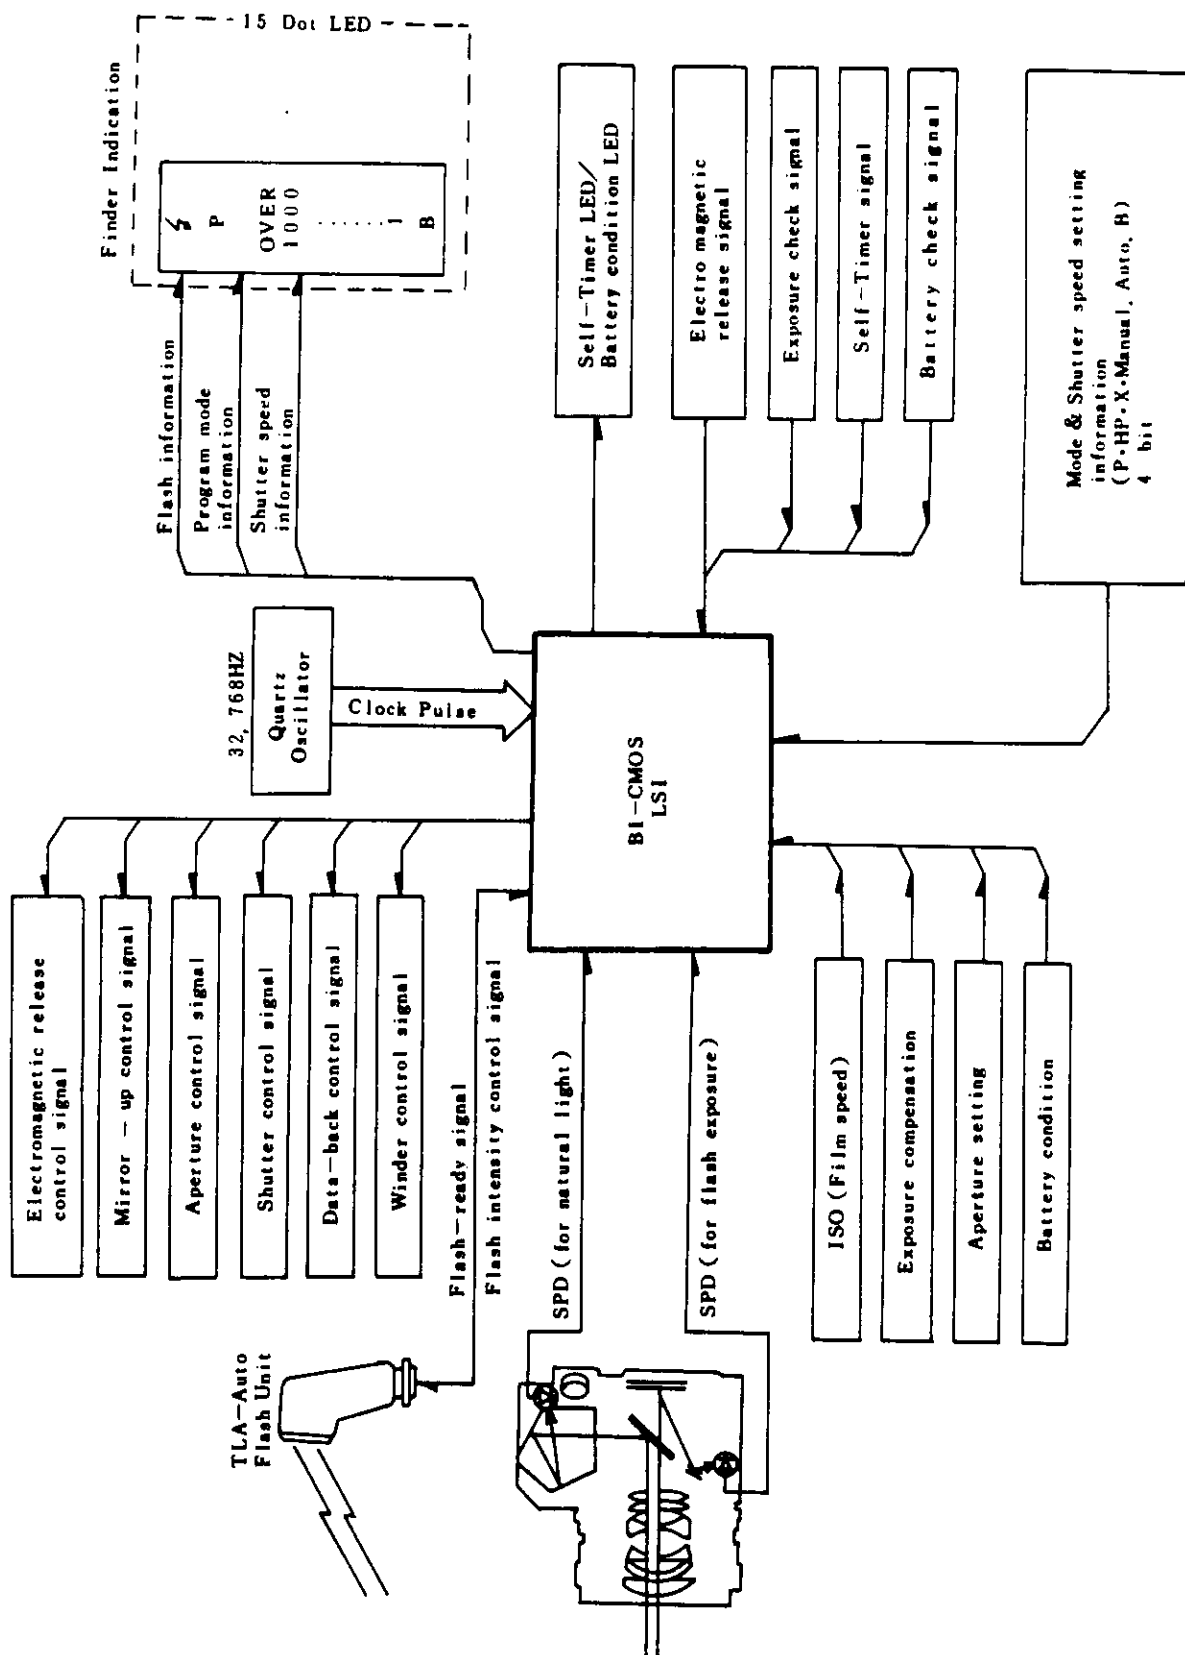 15 Dot LED
Finder Indication
P
OVER
1000
......1
B
Flash information
Program mode
information
Shutter speed
information
32, 768HZ
Quartz
Oscillator
Clock Pulse
Self-Timer LED/
Battery condition LED
Electro magnetic
release signal
Exposure check signal
Self-Timer signal
Battery check signal
Mode & Shutter speed setting
information
(P·HP·X·Manual, Auto, B)
4 bit
BI-CMOS
LSI
Electromagnetic release
control signal
Mirror-up control signal
Aperture control signal
Shutter control signal
Data-back control signal
Winder control signal
Flash-ready signal
Flash intensity control signal
SPD (for natural light)
SPD (for flash exposure)
TLA-Auto
Flash Unit
ISO (Film speed)
Exposure compenation
Aperture setting
Battery condition